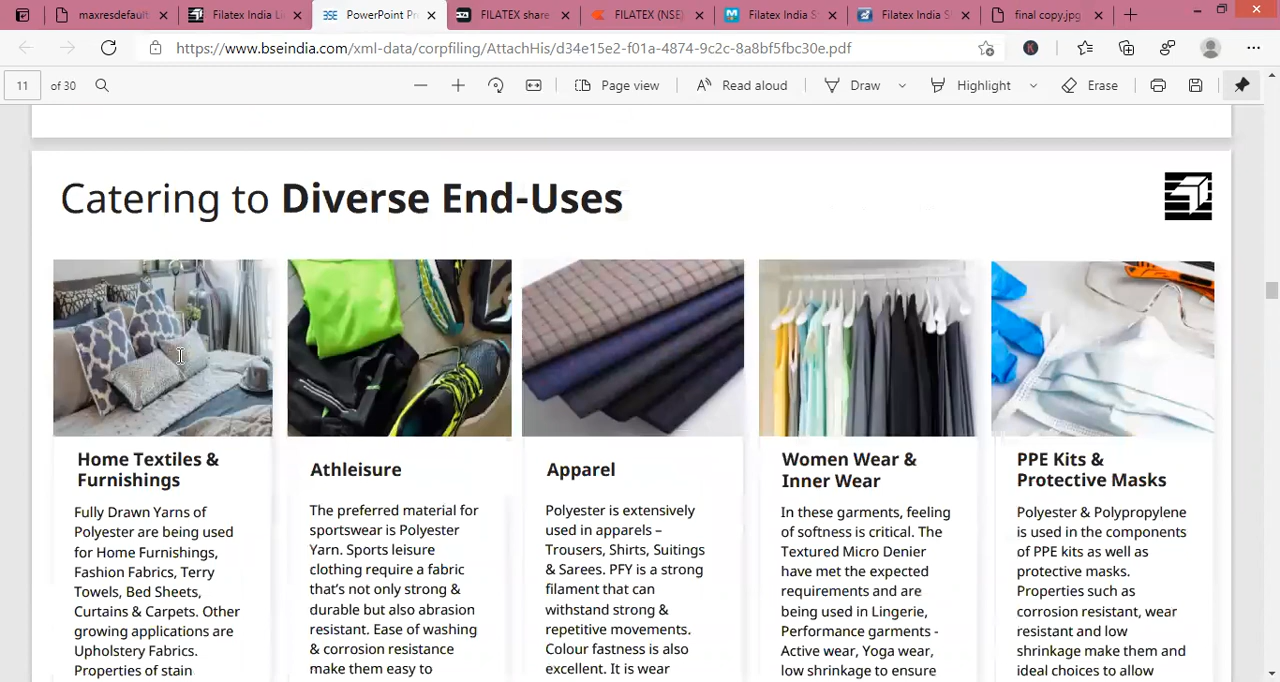 maxresdefault
Filatex India Li
PowerPoint Pr
FILATEX share
FILATEX (NSE)
Filatex India S
Filatex India S
final copy.jpg
https://www.bseindia.com/xml-data/corpfiling/AttachHis/d34e15e2-f01a-4874-9c2c-8a8bf5fbc30e.pdf
K
11 of 30
Page view
Read aloud
Draw
Highlight
Erase
Catering to Diverse End-Uses
Home Textiles &
Furnishings
Fully Drawn Yarns of
Polyester are being used
for Home Furnishings,
Fashion Fabrics, Terry
Towels, Bed Sheets,
Curtains & Carpets. Other
growing applications are
Upholstery Fabrics.
Properties of stain
Athleisure
The preferred material for
sportswear is Polyester
Yarn. Sports leisure
clothing require a fabric
that's not only strong &
durable but also abrasion
resistant. Ease of washing
& corrosion resistance
make them easy to
Apparel
Polyester is extensively
used in apparels –
Trousers, Shirts, Suitings
& Sarees. PFY is a strong
filament that can
withstand strong &
repetitive movements.
Colour fastness is also
excellent. It is wear
Women Wear &
Inner Wear
In these garments, feeling
of softness is critical. The
Textured Micro Denier
have met the expected
requirements and are
being used in Lingerie,
Performance garments -
Active wear, Yoga wear,
low shrinkage to ensure
PPE Kits &
Protective Masks
Polyester & Polypropylene
is used in the components
of PPE kits as well as
protective masks.
Properties such as
corrosion resistant, wear
resistant and low
shrinkage make them and
ideal choices to allow